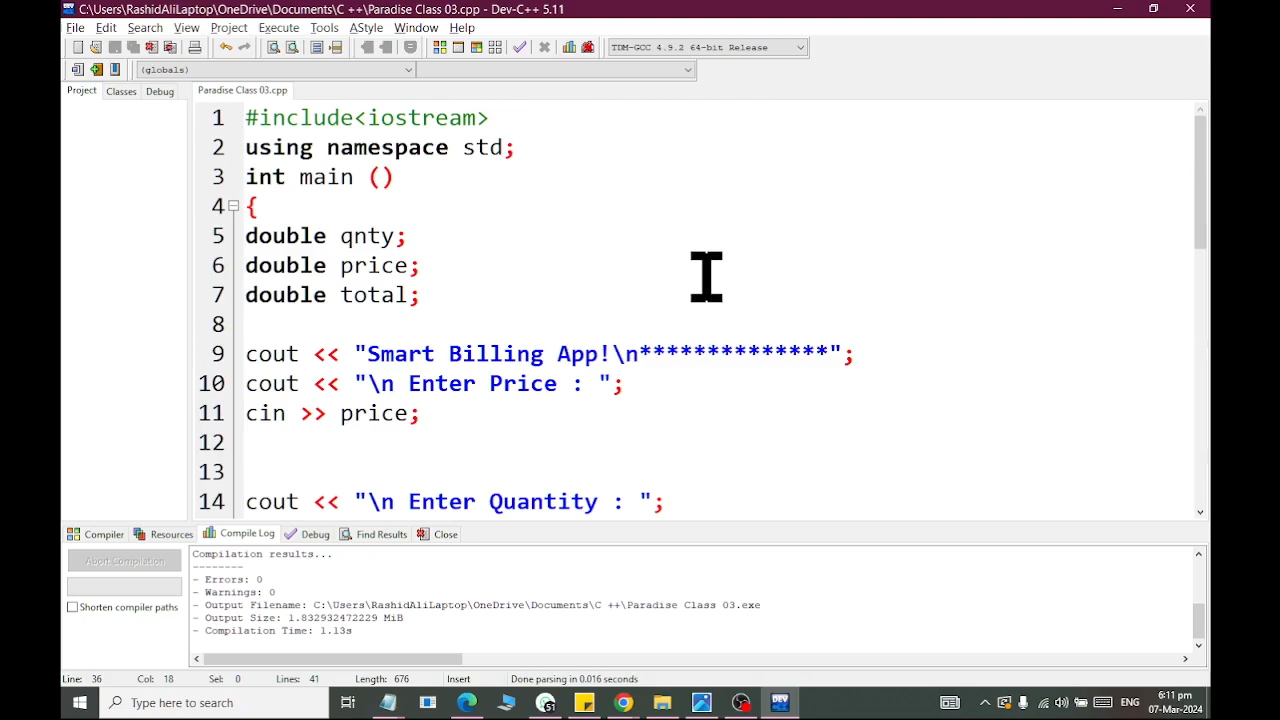 C:\Users\RashidAliLaptop\OneDrive\Documents\C ++\Paradise Class 03.cpp - Dev-C++ 5.11
File Edit Search View Project Execute Tools AStyle Window Help
TDM-GCC 4.9.2 64-bit Release
(globals)
Project Classes Debug Paradise Class 03.cpp
1 #include<iostream>
2 using namespace std;
3 int main ()
4 {
5 double qnty;
6 double price;
7 double total;
8
9 cout << "Smart Billing App!\n**************";
10 cout << "\n Enter Price : ";
11 cin >> price;
12
13
14 cout << "\n Enter Quantity : ";
Compiler Resources Compile Log Debug Find Results Close
Abort Compilation
Shorten compiler paths
Compilation results...
--------
- Errors: 0
- Warnings: 0
- Output Filename: C:\Users\RashidAliLaptop\OneDrive\Documents\C ++\Paradise Class 03.exe
- Output Size: 1.832932472229 MiB
- Compilation Time: 1.13s
Line: 36 Col: 18 Sel: 0 Lines: 41 Length: 676 Insert Done parsing in 0.016 seconds
Type here to search
ENG
6:11 pm
07-Mar-2024